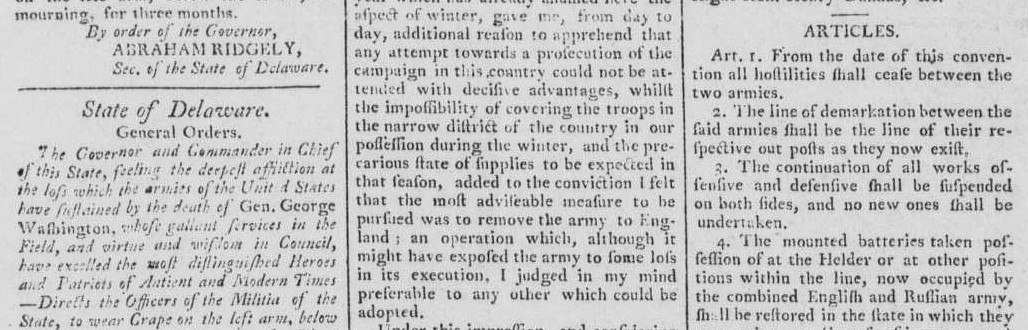 mourning, for three months.
By order of the Governor,
ABRAHAM RIDGELY,
Sec. of the State of Delaware.
State of Delaware.
General Orders.
The Governor and Commander in Chief
of this State, feeling the deepest affliction at
the loſs which the armies of the Unit d States
have ſuſtained by the death of Gen. George
Waſhington, whoſe gallant ſervices in the
Field, and virtue and wiſdom in Council,
have excelled the moſt diſtinguiſhed Heroes
and Patriots of Antient and Modern Times
—Directs the Officers of the Militia of the
State, to wear Crape on the left arm, below
aſpect of winter, gave me, from day to
day, additional reaſon to apprehend that
any attempt towards a proſecution of the
campaign in this country could not be at-
tended with deciſive advantages, whilſt
the impoſſibility of covering the troops in
the narrow diſtrict of the country in our
poſſeſſion during the winter, and the pre-
carious ſtate of ſupplies to be expected in
that ſeaſon, added to the conviction I felt
that the moſt adviſeable meaſure to be
purſued was to remove the army to Eng-
land ; an operation which, although it
might have expoſed the army to ſome loſs
in its execution, I judged in my mind
preferable to any other which could be
adopted.
Under this impreſſion, and conſidering
ARTICLES.
Art. 1. From the date of this conven-
tion all hoſtilities ſhall ceaſe between the
two armies.
2. The line of demarkation between the
ſaid armies ſhall be the line of their re-
ſpective out poſts as they now exiſt.
3. The continuation of all works of-
fenſive and defenſive ſhall be ſuſpended
on both ſides, and no new ones ſhall be
undertaken.
4. The mounted batteries taken poſ-
ſeſſion of at the Helder or at other poſi-
tions within the line, now occupied by
the combined Engliſh and Ruſſian army,
ſhall be reſtored in the ſtate in which they